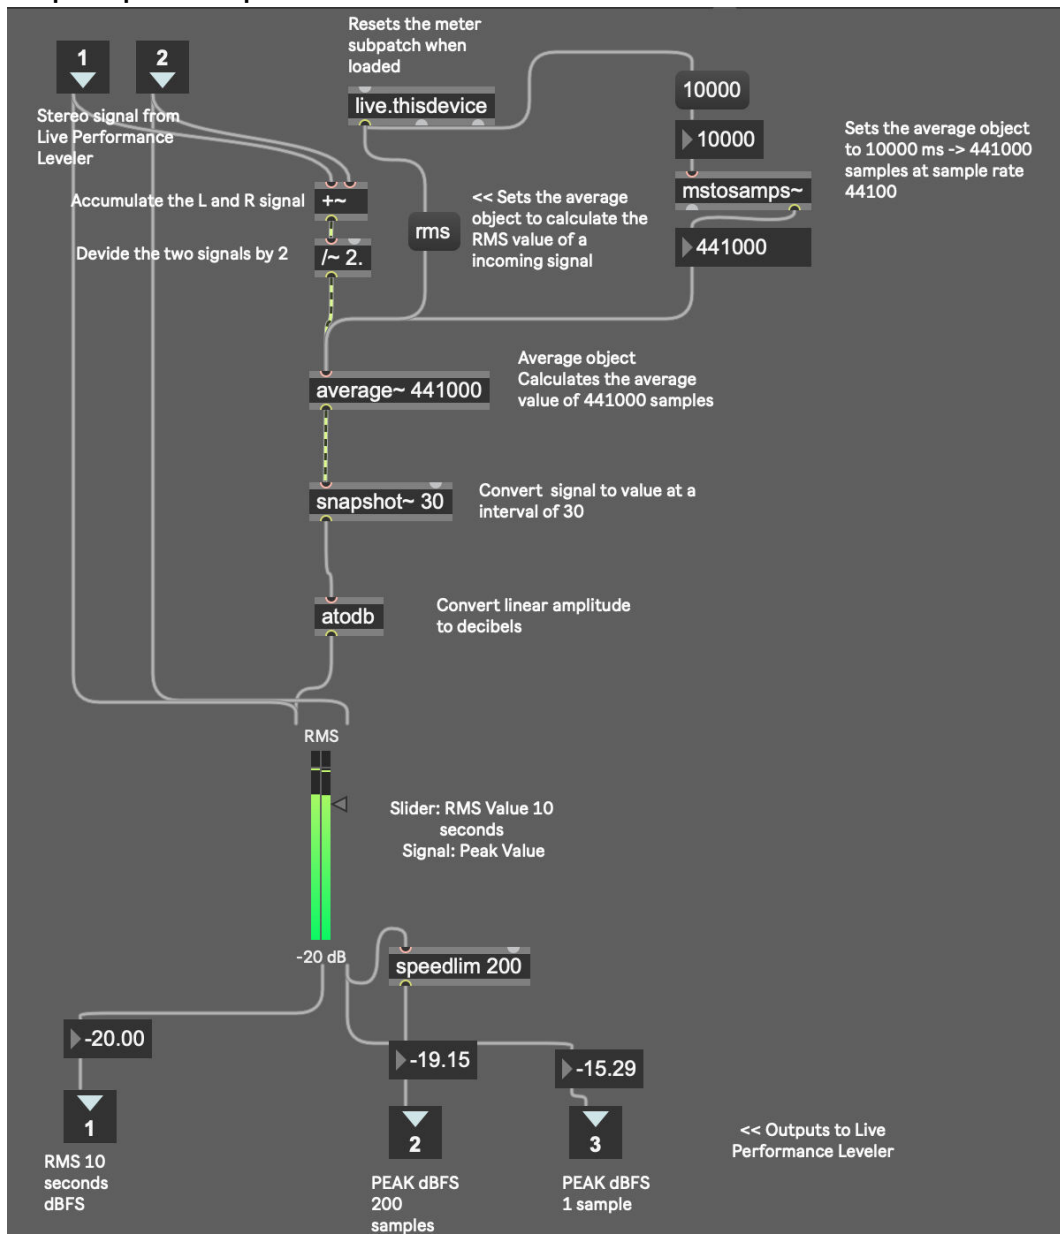 Resets the meter
subpatch when
loaded
1
2
live.thisdevice
10000
Stereo signal from
Live Performance
Leveler
10000
Sets the average object
to 10000 ms -> 441000
samples at sample rate
44100
mstosamps~
Accumulate the L and R signal
+~
<< Sets the average
object to calculate the
RMS value of a
incoming signal
rms
441000
Devide the two signals by 2
/~ 2.
Average object
Calculates the average
value of 441000 samples
average~ 441000
snapshot~ 30
Convert signal to value at a
interval of 30
atodb
Convert linear amplitude
to decibels
RMS
Slider: RMS Value 10
seconds
Signal: Peak Value
-20 dB
speedlim 200
-20.00
-19.15
-15.29
1
2
3
<< Outputs to Live
Performance Leveler
RMS 10
seconds
dBFS
PEAK dBFS
200
samples
PEAK dBFS
1 sample